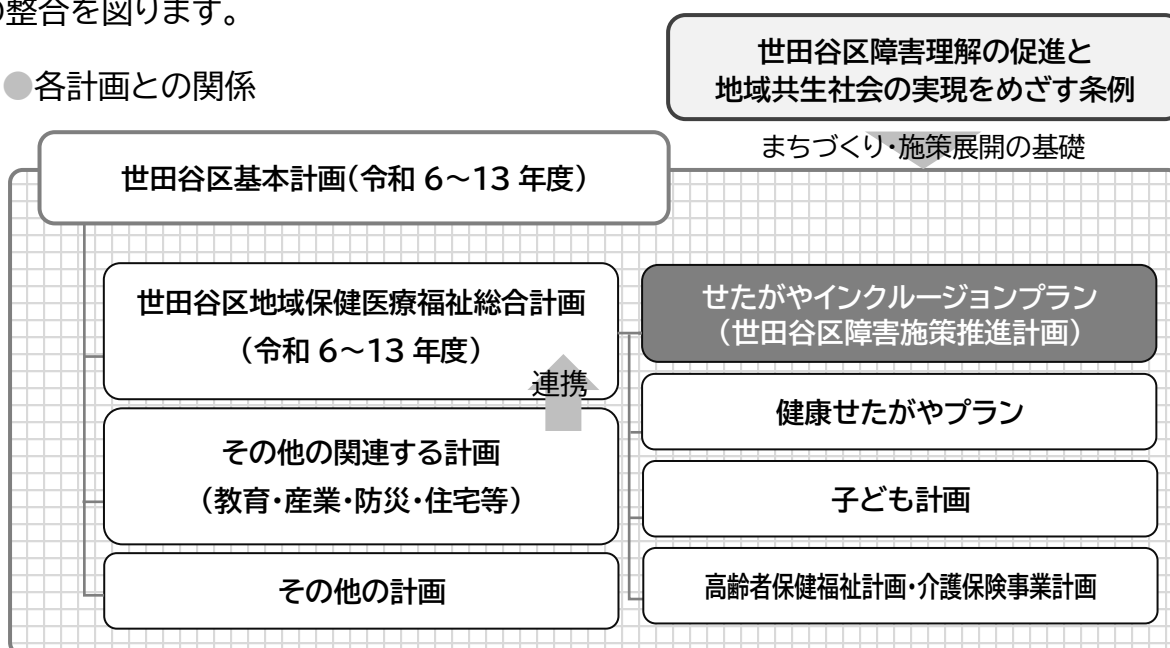 の整合を図ります。
●各計画との関係
世田谷区障害理解の促進と
地域共生社会の実現をめざす条例
まちづくり・施策展開の基礎
世田谷区基本計画（令和 6～13 年度）
世田谷区地域保健医療福祉総合計画
（令和 6～13 年度）
連携
その他の関連する計画
（教育・産業・防災・住宅等）
その他の計画
せたがやインクルージョンプラン
（世田谷区障害施策推進計画）
健康せたがやプラン
子ども計画
高齢者保健福祉計画・介護保険事業計画